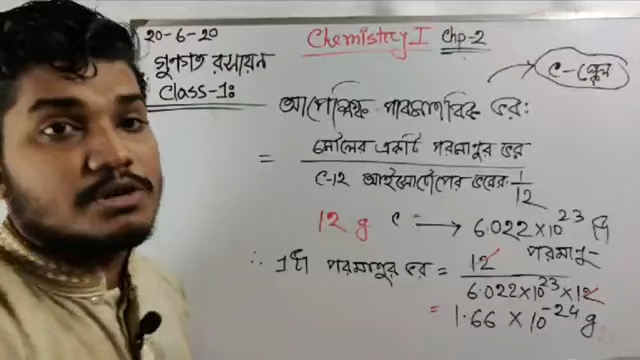 20-6-20
গুণগত রসায়ন
Class-1ঃ
Chemistry I Chp-2
c-স্কেল
আপেক্ষিক পারমাণবিক ভরঃ
= মৌলের একটি পরমাণুর ভর
c-12 আইসোটোপের ভরের 1/12
12 g c → 6.022×10²³ টি
পরমাণু
∴ ১টি পরমাণুর ভর = 12 / 6.022×10²³×12
= 1.66 × 10⁻²⁴ g